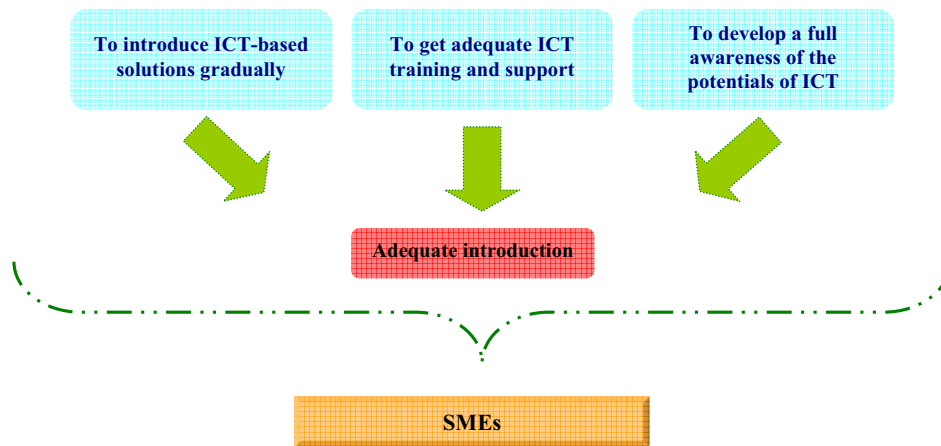 To introduce ICT-based
solutions gradually
To get adequate ICT
training and support
To develop a full
awareness of the
potentials of ICT
Adequate introduction
SMEs